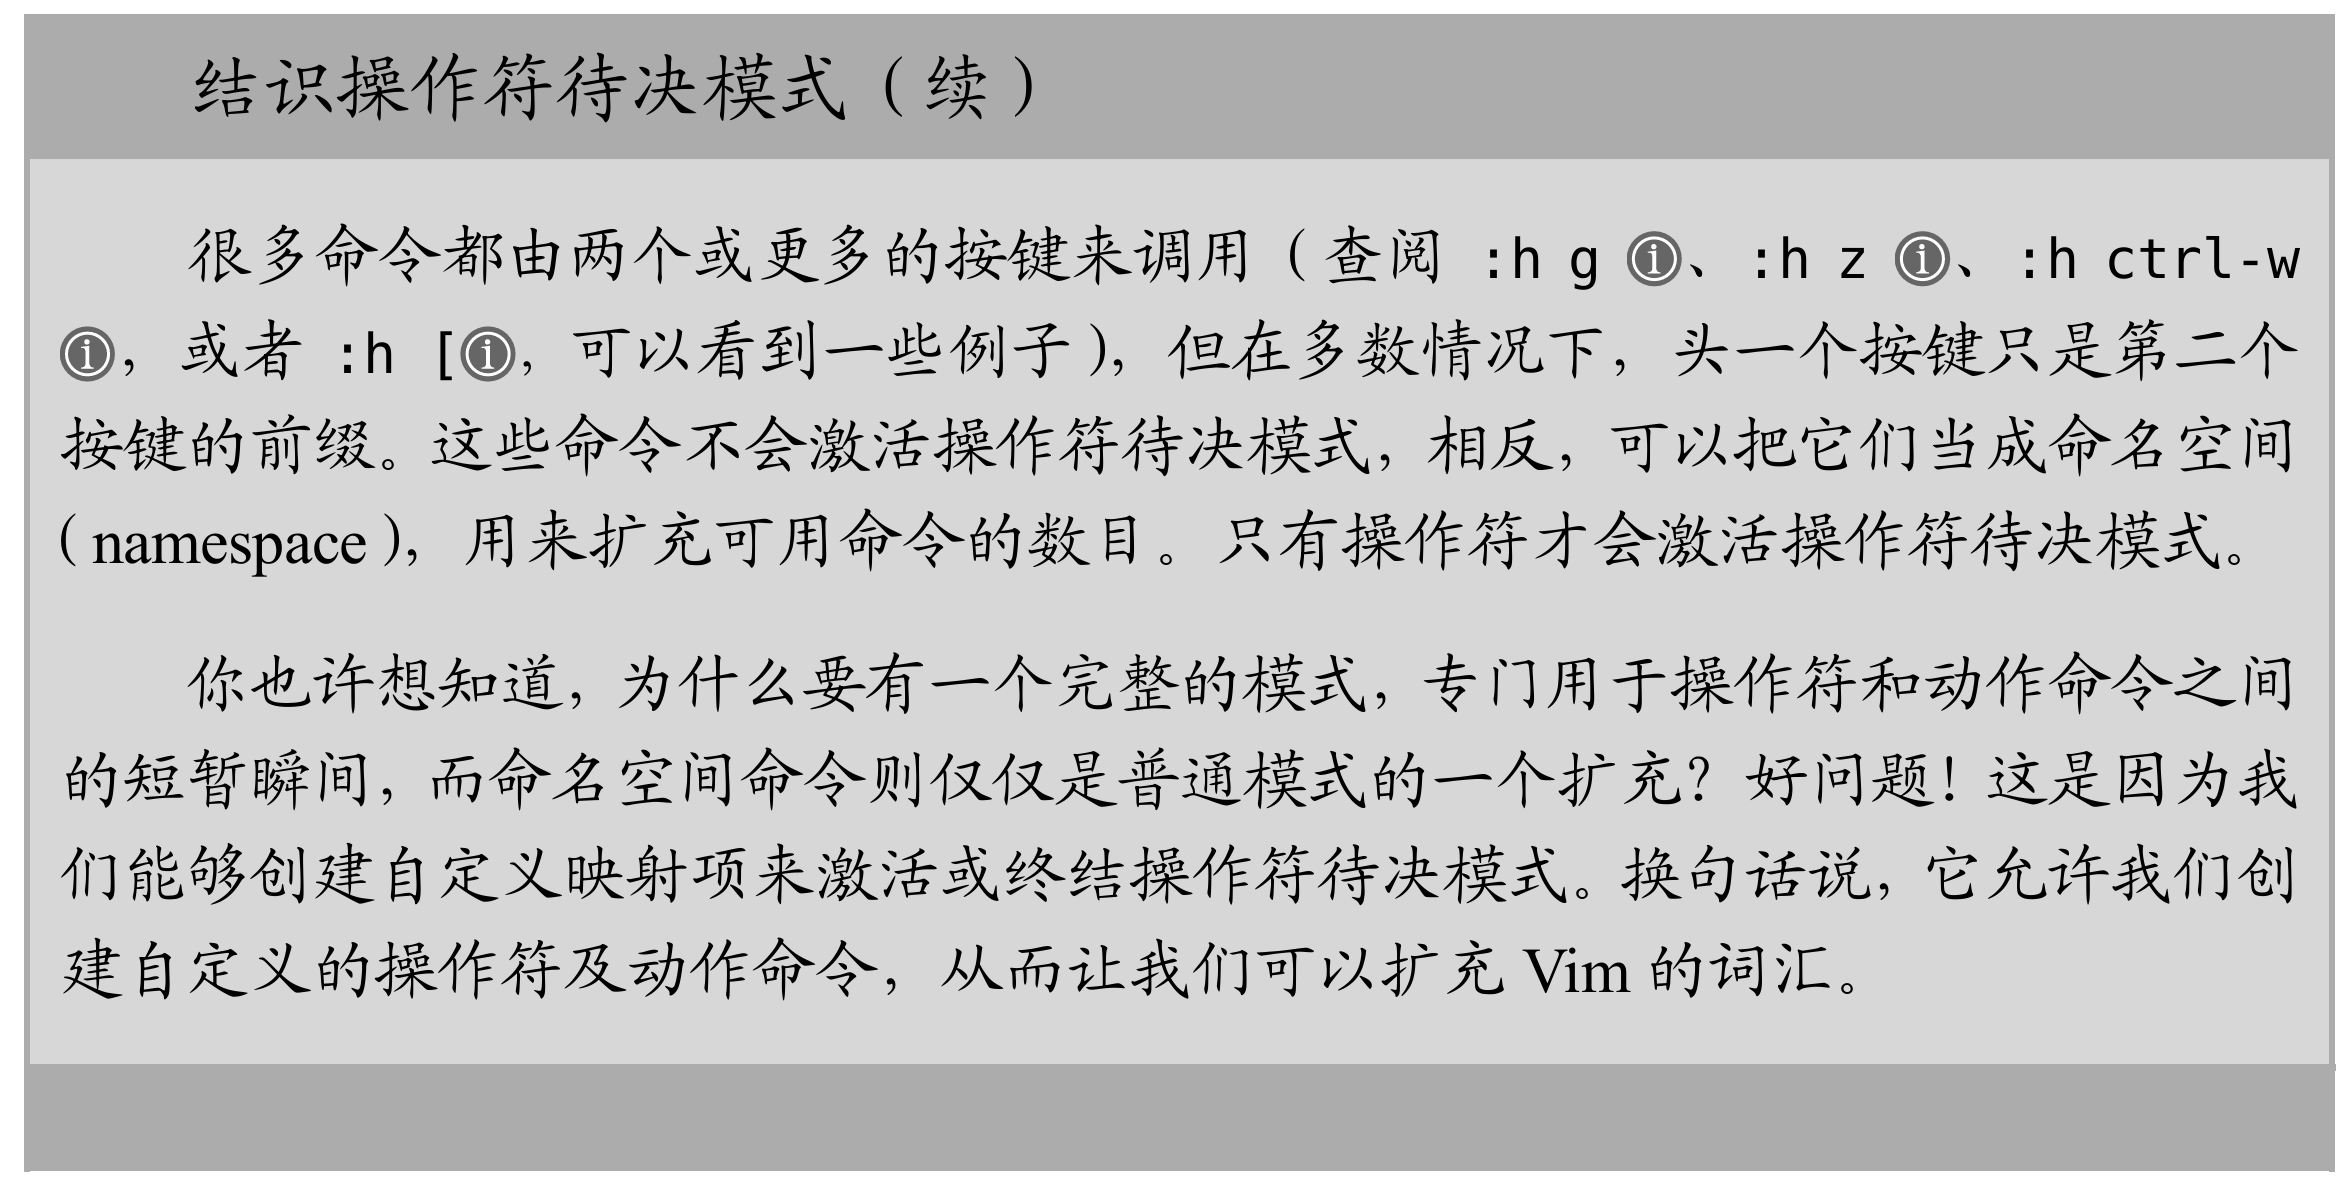 结识操作符待决模式（续）
很多命令都由两个或更多的按键来调用（查阅 :h g ⓘ、:h z ⓘ、:h ctrl-w
ⓘ，或者 :h [ⓘ，可以看到一些例子），但在多数情况下，头一个按键只是第二个
按键的前缀。这些命令不会激活操作符待决模式，相反，可以把它们当成命名空间
（namespace），用来扩充可用命令的数目。只有操作符才会激活操作符待决模式。
你也许想知道，为什么要有一个完整的模式，专门用于操作符和动作命令之间
的短暂瞬间，而命名空间命令则仅仅是普通模式的一个扩充？好问题！这是因为我
们能够创建自定义映射项来激活或终结操作符待决模式。换句话说，它允许我们创
建自定义的操作符及动作命令，从而让我们可以扩充 Vim 的词汇。